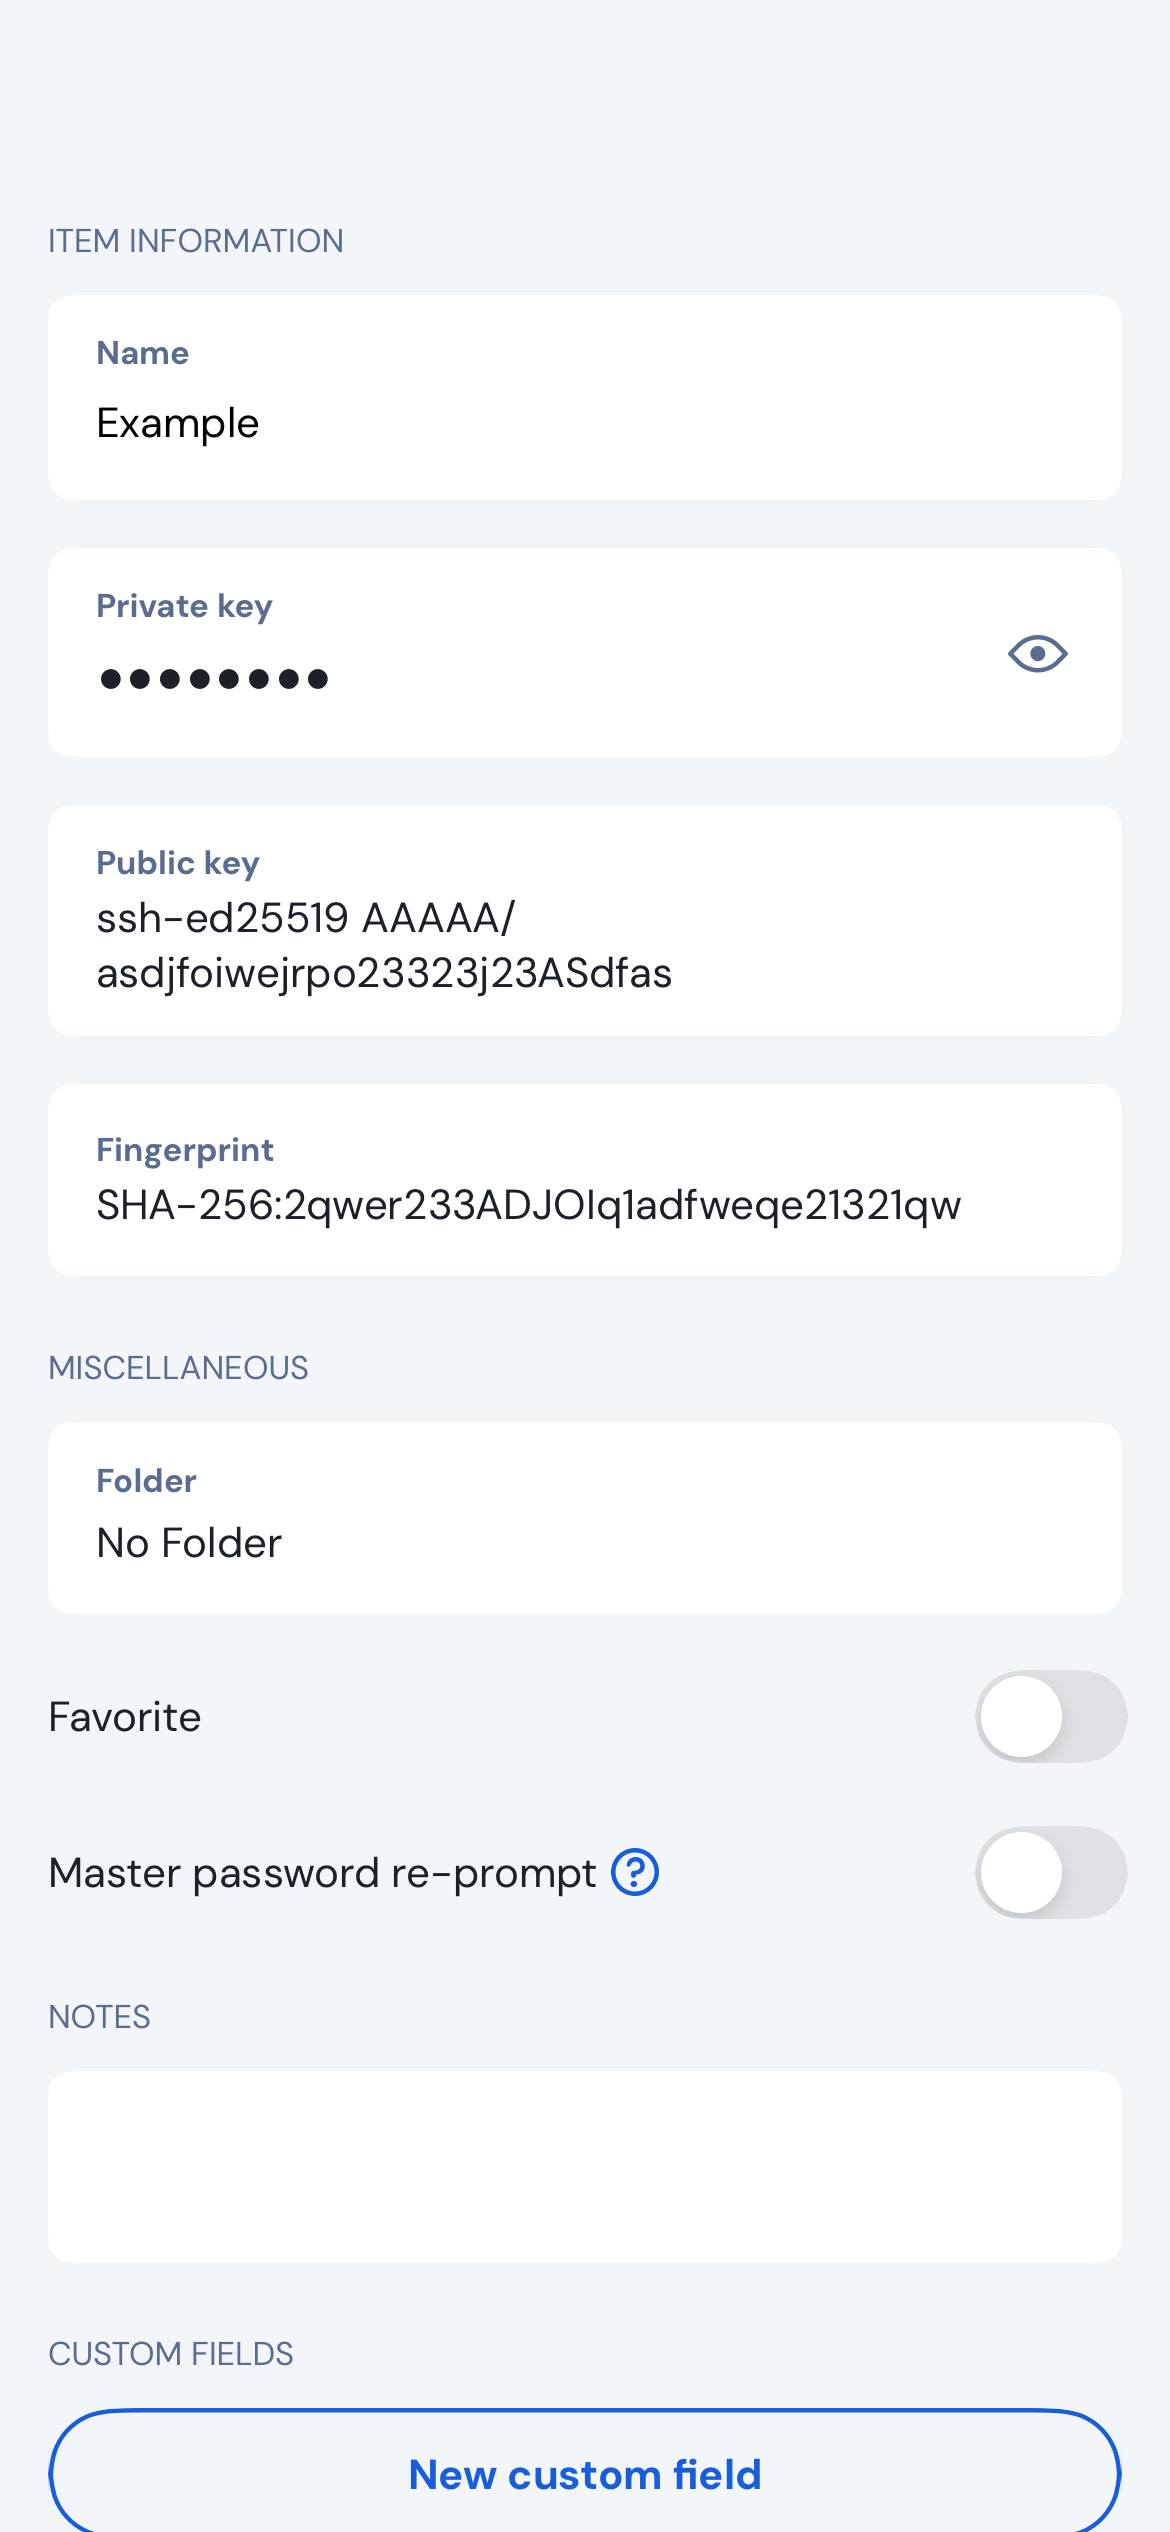 ITEM INFORMATION
Name
Example
Private key
●●●●●●●●
Public key
ssh-ed25519 AAAAA/
asdjfoiwejrpo23323j23ASdfas
Fingerprint
SHA-256:2qwer233ADJOIq1adfweqe21321qw
MISCELLANEOUS
Folder
No Folder
Favorite
Master password re-prompt
NOTES
CUSTOM FIELDS
New custom field